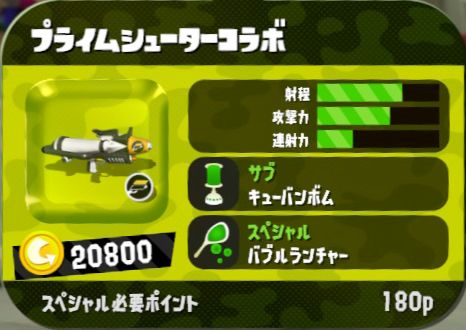 プライムシューターコラボ
射程
攻撃力
連射力
サブ
キューバンボム
スペシャル
バブルランチャー
20800
スペシャル必要ポイント 180p